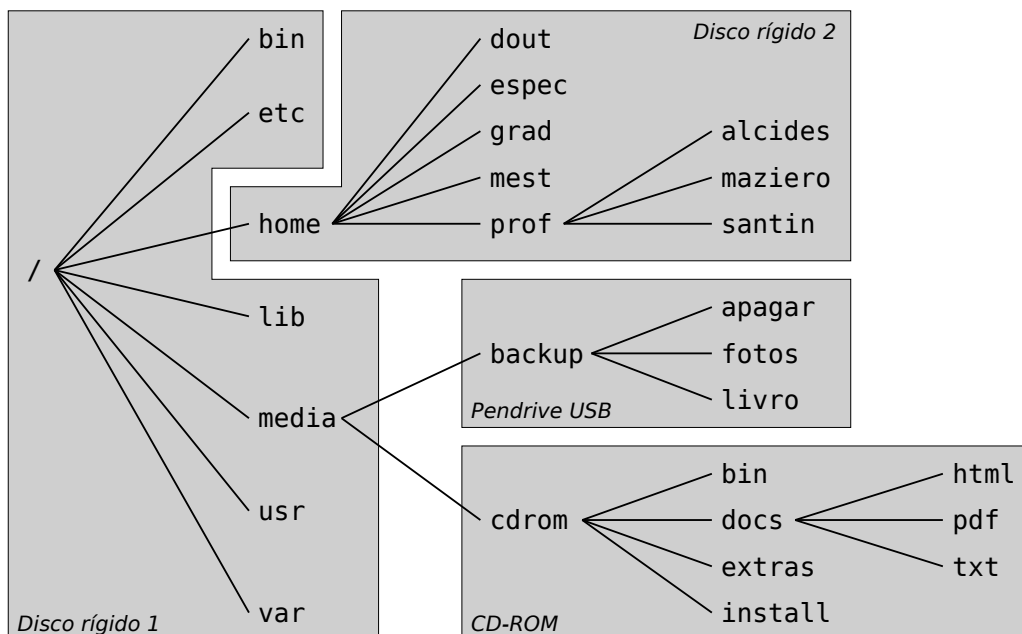 bin
dout
Disco rígido 2
espec
etc
grad
alcides
mest
maziero
home
prof
santin
/
lib
apagar
backup
fotos
livro
Pendrive USB
media
bin
html
usr
cdrom
docs
pdf
extras
txt
var
install
Disco rígido 1
CD-ROM